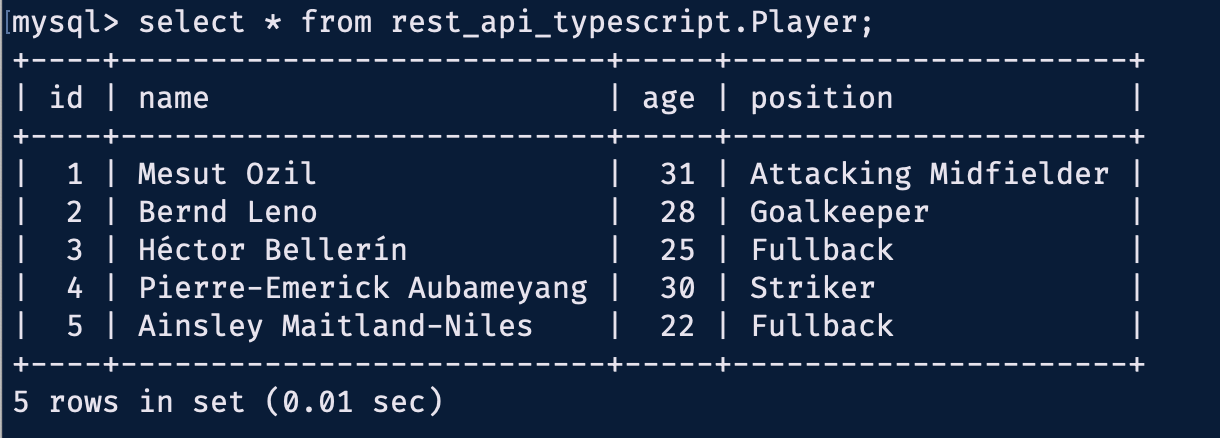 mysql> select * from rest_api_typescript.Player;
+----+---------------------------+-----+----------------------+
| id | name                      | age | position             |
+----+---------------------------+-----+----------------------+
|  1 | Mesut Ozil                |  31 | Attacking Midfielder |
|  2 | Bernd Leno                |  28 | Goalkeeper           |
|  3 | Héctor Bellerín           |  25 | Fullback             |
|  4 | Pierre-Emerick Aubameyang |  30 | Striker              |
|  5 | Ainsley Maitland-Niles    |  22 | Fullback             |
+----+---------------------------+-----+----------------------+
5 rows in set (0.01 sec)